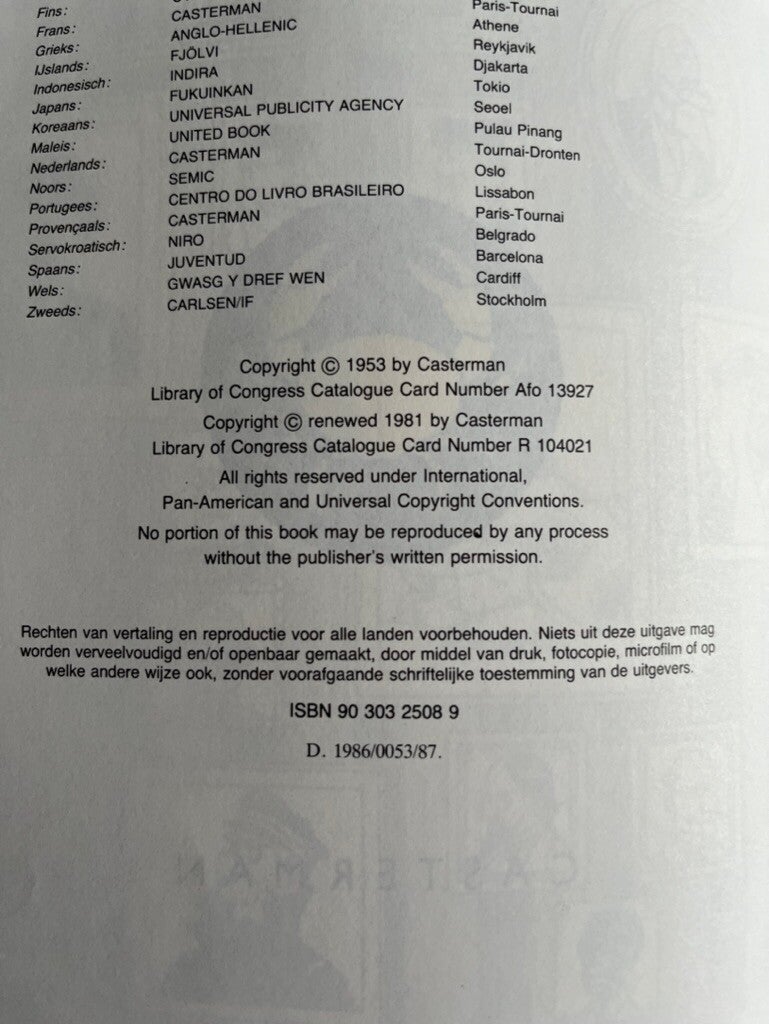 Fins:
Frans: CASTERMAN Paris-Tournai
Grieks: ANGLO-HELLENIC Athene
IJslands: FJÖLVI Reykjavik
Indonesisch: INDIRA Djakarta
Japans: FUKUINKAN Tokio
Koreaans: UNIVERSAL PUBLICITY AGENCY Seoel
Maleis: UNITED BOOK Pulau Pinang
Nederlands: CASTERMAN Tournai-Dronten
Noors: SEMIC Oslo
Portugees: CENTRO DO LIVRO BRASILEIRO Lissabon
Provençaals: CASTERMAN Paris-Tournai
Servokroatisch: NIRO Belgrado
Spaans: JUVENTUD Barcelona
Wels: GWASG Y DREF WEN Cardiff
Zweeds: CARLSEN/IF Stockholm
Copyright © 1953 by Casterman
Library of Congress Catalogue Card Number Afo 13927
Copyright © renewed 1981 by Casterman
Library of Congress Catalogue Card Number R 104021
All rights reserved under International,
Pan-American and Universal Copyright Conventions.
No portion of this book may be reproduced by any process
without the publisher's written permission.
Rechten van vertaling en reproductie voor alle landen voorbehouden. Niets uit deze uitgave mag
worden verveelvoudigd en/of openbaar gemaakt, door middel van druk, fotocopie, microfilm of op
welke andere wijze ook, zonder voorafgaande schriftelijke toestemming van de uitgevers.
ISBN 90 303 2508 9
D. 1986/0053/87.